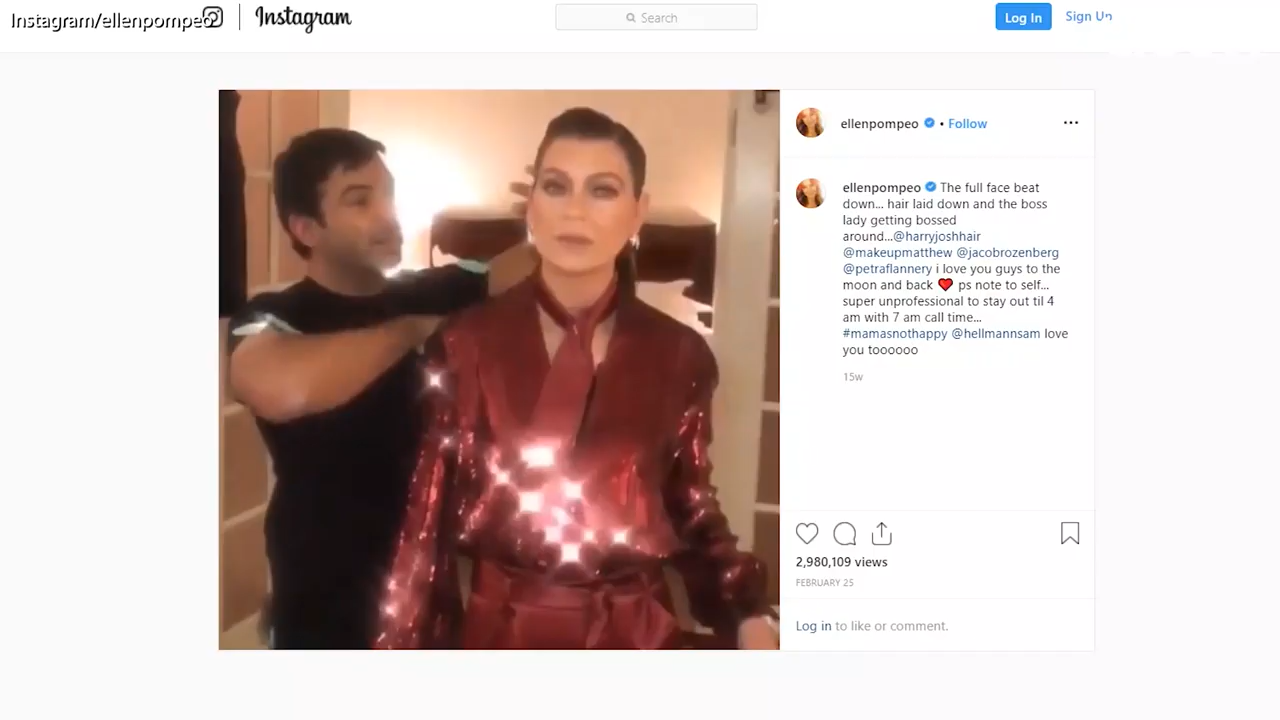 Instagram/ellenpompeo
Instagram
Search
Log In
Sign Up
ellenpompeo • Follow
ellenpompeo The full face beat
down... hair laid down and the boss
lady getting bossed
around...@harryjoshhair
@makeupmatthew @jacobrozenberg
@petraflannery i love you guys to the
moon and back ❤️ ps note to self...
super unprofessional to stay out til 4
am with 7 am call time...
#mamasnothappy @hellmannsam love
you toooooo
15w
2,980,109 views
FEBRUARY 25
Log in to like or comment.